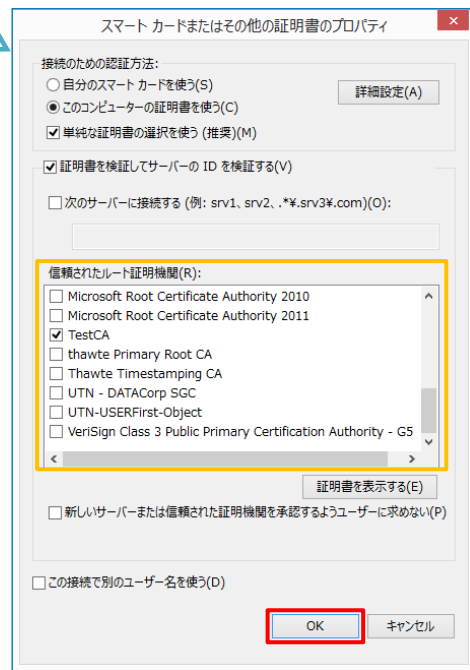 スマート カードまたはその他の証明書のプロパティ
×
接続のための認証方法:
自分のスマート カードを使う(S)
詳細設定(A)
このコンピューターの証明書を使う(C)
単純な証明書の選択を使う (推奨)(M)
証明書を検証してサーバーの ID を検証する(V)
次のサーバーに接続する (例: srv1、srv2、.*¥.srv3¥.com)(O):
信頼されたルート証明機関(R):
Microsoft Root Certificate Authority 2010
Microsoft Root Certificate Authority 2011
TestCA
thawte Primary Root CA
Thawte Timestamping CA
UTN - DATACorp SGC
UTN-USERFirst-Object
VeriSign Class 3 Public Primary Certification Authority - G5
証明書を表示する(E)
新しいサーバーまたは信頼された証明機関を承認するようユーザーに求めない(P)
この接続で別のユーザー名を使う(D)
OK
キャンセル